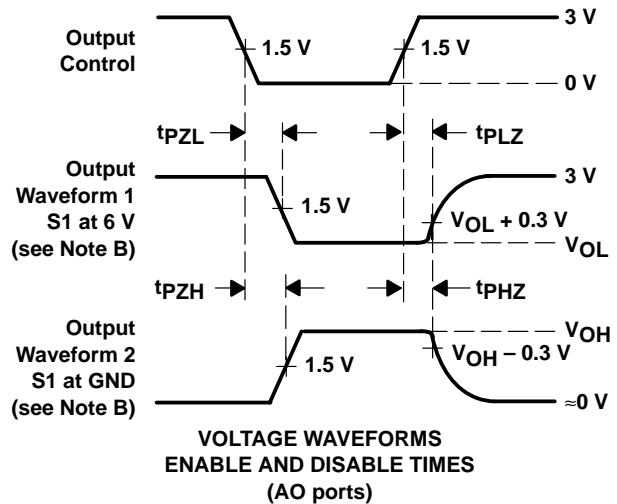 Output
Control
1.5 V
1.5 V
3 V
0 V
tPZL
tPLZ
Output
Waveform 1
S1 at 6 V
(see Note B)
1.5 V
3 V
VOL + 0.3 V
VOL
tPZH
tPHZ
Output
Waveform 2
S1 at GND
(see Note B)
1.5 V
VOH
VOH – 0.3 V
≈0 V
VOLTAGE WAVEFORMS
ENABLE AND DISABLE TIMES
(AO ports)